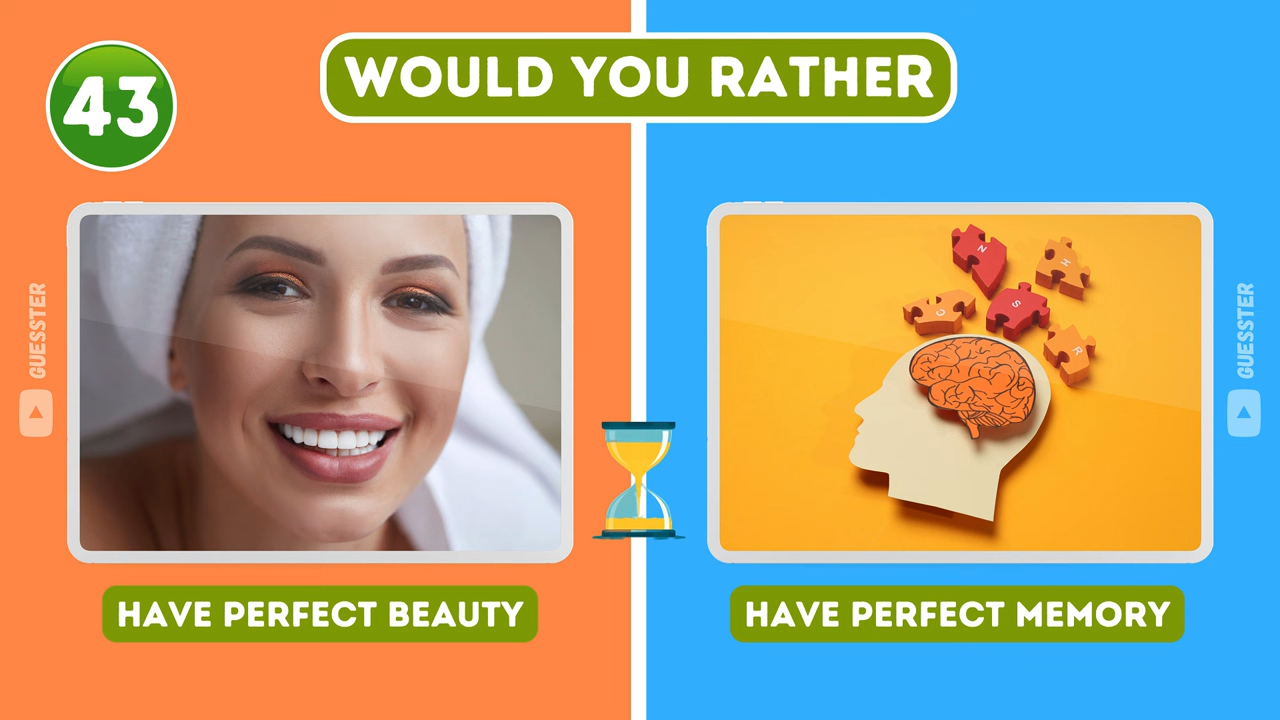 43
WOULD YOU RATHER
GUESSTER
GUESSTER
N
H
O
S
R
HAVE PERFECT BEAUTY
HAVE PERFECT MEMORY